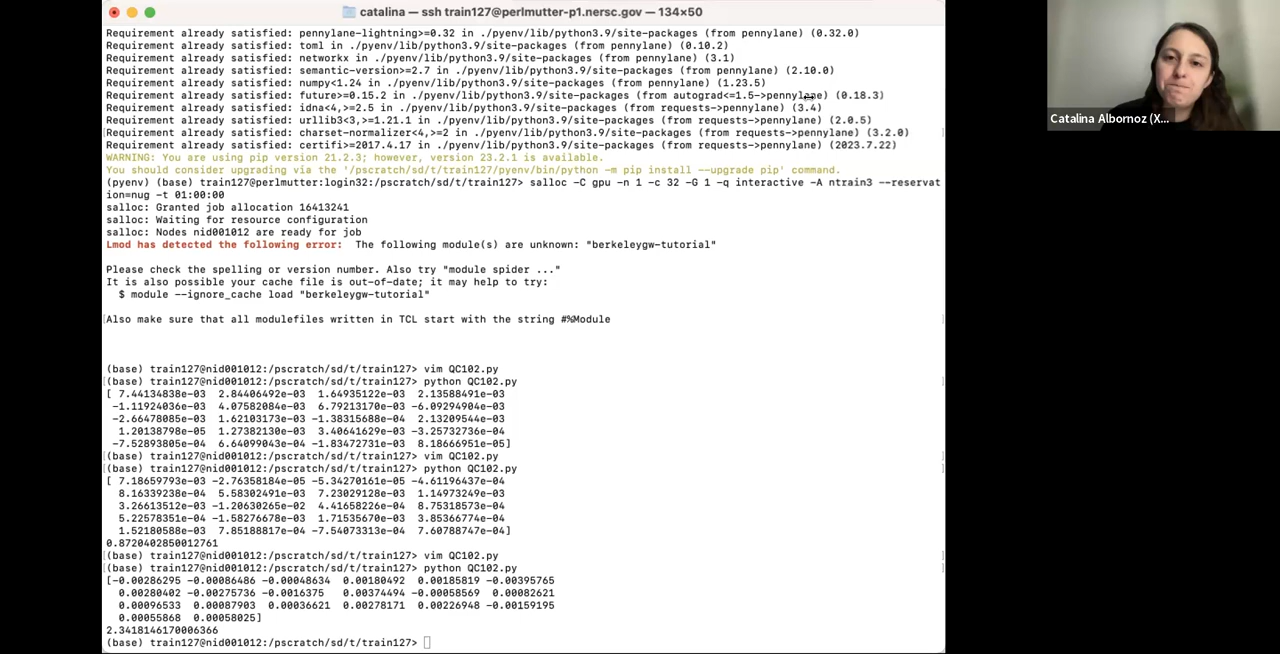 catalina — ssh train127@perlmutter-p1.nersc.gov — 134×50
Requirement already satisfied: pennylane-lightning>=0.32 in ./pyenv/lib/python3.9/site-packages (from pennylane) (0.32.0)
Requirement already satisfied: toml in ./pyenv/lib/python3.9/site-packages (from pennylane) (0.10.2)
Requirement already satisfied: networkx in ./pyenv/lib/python3.9/site-packages (from pennylane) (3.1)
Requirement already satisfied: semantic-version>=2.7 in ./pyenv/lib/python3.9/site-packages (from pennylane) (2.10.0)
Requirement already satisfied: numpy<1.24 in ./pyenv/lib/python3.9/site-packages (from pennylane) (1.23.5)
Requirement already satisfied: future>=0.15.2 in ./pyenv/lib/python3.9/site-packages (from autograd<=1.5->pennylane) (0.18.3)
Requirement already satisfied: idna<4,>=2.5 in ./pyenv/lib/python3.9/site-packages (from requests->pennylane) (3.4)
Requirement already satisfied: urllib3<3,>=1.21.1 in ./pyenv/lib/python3.9/site-packages (from requests->pennylane) (2.0.5)
Requirement already satisfied: charset-normalizer<4,>=2 in ./pyenv/lib/python3.9/site-packages (from requests->pennylane) (3.2.0)
Requirement already satisfied: certifi>=2017.4.17 in ./pyenv/lib/python3.9/site-packages (from requests->pennylane) (2023.7.22)
WARNING: You are using pip version 21.2.3; however, version 23.2.1 is available.
You should consider upgrading via the '/pscratch/sd/t/train127/pyenv/bin/python -m pip install --upgrade pip' command.
(pyenv) (base) train127@perlmutter:login32:/pscratch/sd/t/train127> salloc -C gpu -n 1 -c 32 -G 1 -q interactive -A ntrain3 --reservat
ion=nug -t 01:00:00
salloc: Granted job allocation 16413241
salloc: Waiting for resource configuration
salloc: Nodes nid001012 are ready for job
Lmod has detected the following error:  The following module(s) are unknown: "berkeleygw-tutorial"
Please check the spelling or version number. Also try "module spider ..."
It is also possible your cache file is out-of-date; it may help to try:
  $ module --ignore_cache load "berkeleygw-tutorial"
Also make sure that all modulefiles written in TCL start with the string #%Module
(base) train127@nid001012:/pscratch/sd/t/train127> vim QC102.py
(base) train127@nid001012:/pscratch/sd/t/train127> python QC102.py
[ 7.44134838e-03  2.84406492e-03  1.64935122e-03  2.13588491e-03
 -1.11924036e-03  4.07582084e-03  6.79213170e-03 -6.09294904e-03
 -2.66478085e-03  1.62103173e-03 -1.38315688e-04  2.13209544e-03
  1.20138798e-05  1.27382130e-03  3.40641629e-03 -3.25732736e-04
 -7.52893805e-04  6.64099043e-04 -1.83472731e-03  8.18666951e-05]
(base) train127@nid001012:/pscratch/sd/t/train127> vim QC102.py
(base) train127@nid001012:/pscratch/sd/t/train127> python QC102.py
[ 7.18659793e-03 -2.76358184e-05 -5.34270161e-05 -4.61196437e-04
  8.16339238e-04  5.58302491e-03  7.23029128e-03  1.14973249e-03
  3.26613512e-03 -1.20630265e-02  4.41658226e-04  8.75318573e-04
  5.22578351e-04 -1.58276678e-03  1.71535670e-03  3.85366774e-04
  1.52180588e-03  7.85188817e-04 -7.54073313e-04  7.60788747e-04]
0.8720402850012761
(base) train127@nid001012:/pscratch/sd/t/train127> vim QC102.py
(base) train127@nid001012:/pscratch/sd/t/train127> python QC102.py
[-0.00286295 -0.00086486 -0.00048634  0.00180492  0.00185819 -0.00395765
  0.00280402 -0.00275736 -0.0016375   0.00374494 -0.00058569  0.00082621
  0.00096533  0.00087903  0.00036621  0.00278171  0.00226948 -0.00159195
  0.00055868  0.00058025]
2.3418146170006366
(base) train127@nid001012:/pscratch/sd/t/train127>
Catalina Albornoz (X...